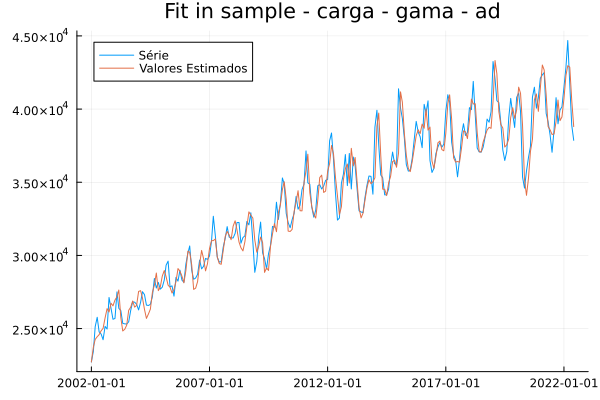 Fit in sample - carga - gama - ad
4.50×10⁴
Série
Valores Estimados
4.00×10⁴
3.50×10⁴
3.00×10⁴
2.50×10⁴
2002-01-01 2007-01-01 2012-01-01 2017-01-01 2022-01-01